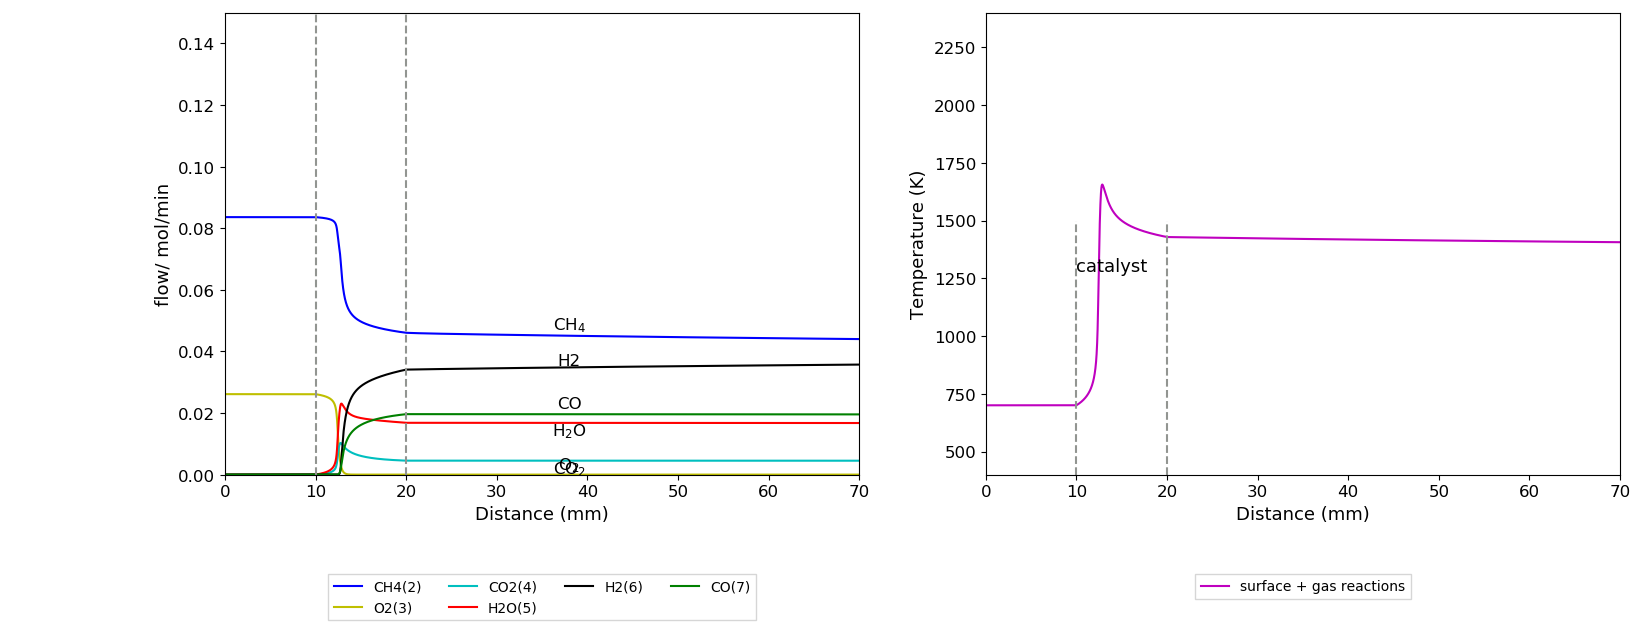 0.14
0.12
0.10
0.08
0.06
0.04
0.02
0.00
flow/ mol/min
CH₄
H2
CO
H₂O
O₂
CO₂
0 10 20 30 40 50 60 70
Distance (mm)
CH4(2) CO2(4) H2(6) CO(7)
O2(3) H2O(5)
2250
2000
1750
1500
1250
1000
750
500
Temperature (K)
catalyst
0 10 20 30 40 50 60 70
Distance (mm)
surface + gas reactions